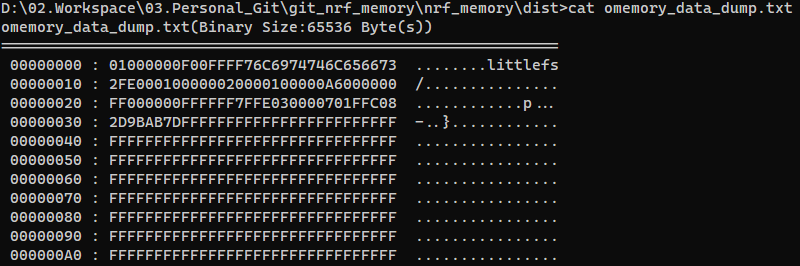 D:\02.Workspace\03.Personal_Git\git_nrf_memory\nrf_memory\dist>cat omemory_data_dump.txt
omemory_data_dump.txt(Binary Size:65536 Byte(s))
==============================================================
00000000 : 01000000F00FFFF76C6974746C656673  ........littlefs
00000010 : 2FE000100000020000100000A6000000  /...............
00000020 : FF000000FFFFFF7FFE030000701FFC08  ............p...
00000030 : 2D9BAB7DFFFFFFFFFFFFFFFFFFFFFFFF  -..}............
00000040 : FFFFFFFFFFFFFFFFFFFFFFFFFFFFFFFF  ................
00000050 : FFFFFFFFFFFFFFFFFFFFFFFFFFFFFFFF  ................
00000060 : FFFFFFFFFFFFFFFFFFFFFFFFFFFFFFFF  ................
00000070 : FFFFFFFFFFFFFFFFFFFFFFFFFFFFFFFF  ................
00000080 : FFFFFFFFFFFFFFFFFFFFFFFFFFFFFFFF  ................
00000090 : FFFFFFFFFFFFFFFFFFFFFFFFFFFFFFFF  ................
000000A0 : FFFFFFFFFFFFFFFFFFFFFFFFFFFFFFFF  ................